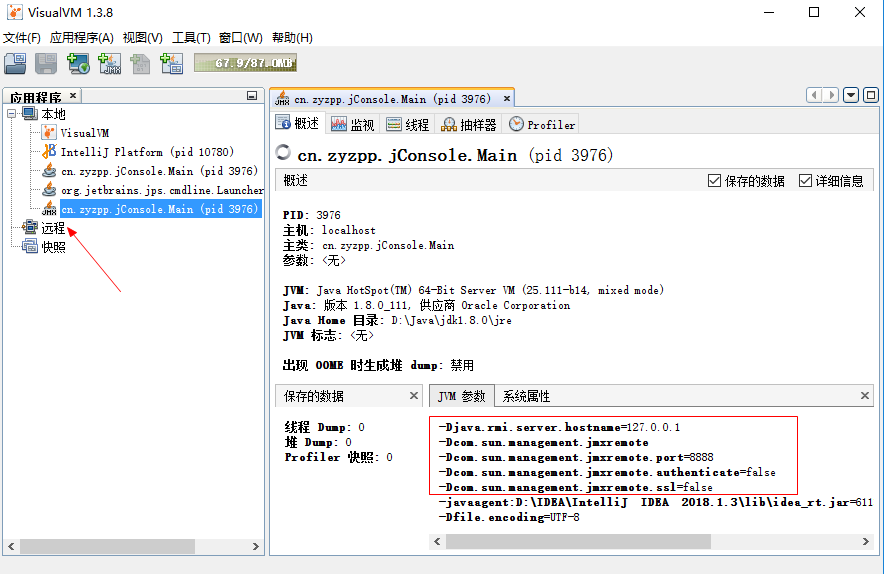 VisualVM 1.3.8
文件(F) 应用程序(A) 视图(V) 工具(T) 窗口(W) 帮助(H)
67.9/87.0MB
应用程序
本地
VisualVM
IntelliJ Platform (pid 10780)
cn.zyzpp.jConsole.Main (pid 3976)
org.jetbrains.jps.cmdline.Launcher
cn.zyzpp.jConsole.Main (pid 3976)
远程
快照
cn.zyzpp.jConsole.Main (pid 3976)
概述 监视 线程 抽样器 Profiler
cn.zyzpp.jConsole.Main (pid 3976)
概述 保存的数据 详细信息
PID: 3976
主机: localhost
主类: cn.zyzpp.jConsole.Main
参数: <无>
JVM: Java HotSpot(TM) 64-Bit Server VM (25.111-b14, mixed mode)
Java: 版本 1.8.0_111, 供应商 Oracle Corporation
Java Home 目录: D:\Java\jdk1.8.0\jre
JVM 标志: <无>
出现 OOME 时生成堆 dump: 禁用
保存的数据
线程 Dump: 0
堆 Dump: 0
Profiler 快照: 0
JVM 参数 系统属性
-Djava.rmi.server.hostname=127.0.0.1
-Dcom.sun.management.jmxremote
-Dcom.sun.management.jmxremote.port=8888
-Dcom.sun.management.jmxremote.authenticate=false
-Dcom.sun.management.jmxremote.ssl=false
-javaagent:D:\IDEA\IntelliJ IDEA 2018.1.3\lib\idea_rt.jar=611
-Dfile.encoding=UTF-8